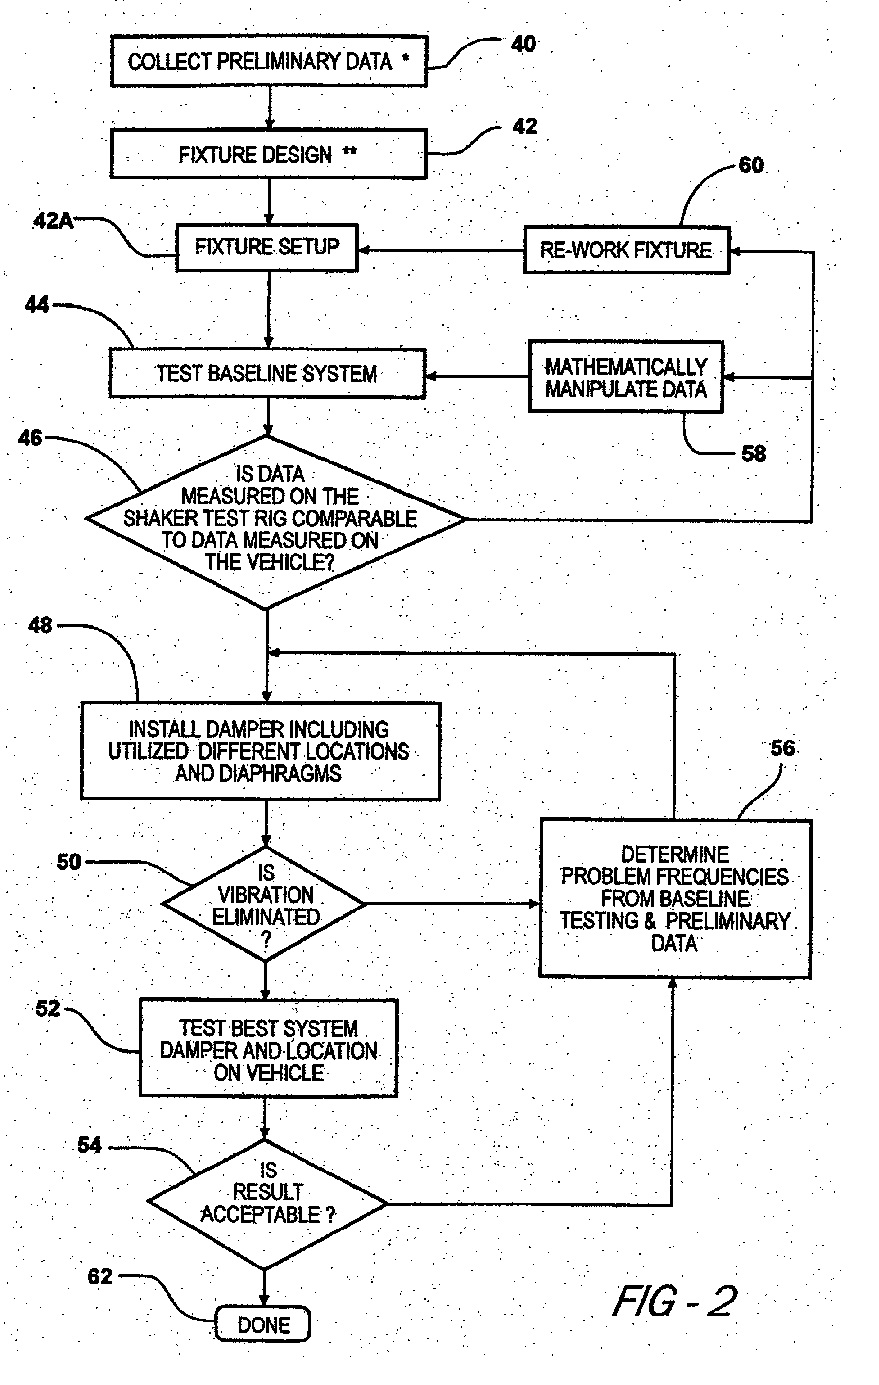 COLLECT PRELIMINARY DATA *
40
FIXTURE DESIGN **
42
42A
FIXTURE SETUP
60
RE-WORK FIXTURE
44
TEST BASELINE SYSTEM
MATHEMATICALLY
MANIPULATE DATA
58
46
IS DATA
MEASURED ON THE
SHAKER TEST RIG COMPARABLE
TO DATA MEASURED ON
THE VEHICLE?
48
INSTALL DAMPER INCLUDING
UTILIZED DIFFERENT LOCATIONS
AND DIAPHRAGMS
56
DETERMINE
PROBLEM FREQUENCIES
FROM BASELINE
TESTING & PRELIMINARY
DATA
50
IS
VIBRATION
ELIMINATED
?
52
TEST BEST SYSTEM
DAMPER AND LOCATION
ON VEHICLE
54
IS
RESULT
ACCEPTABLE ?
62
DONE
FIG - 2